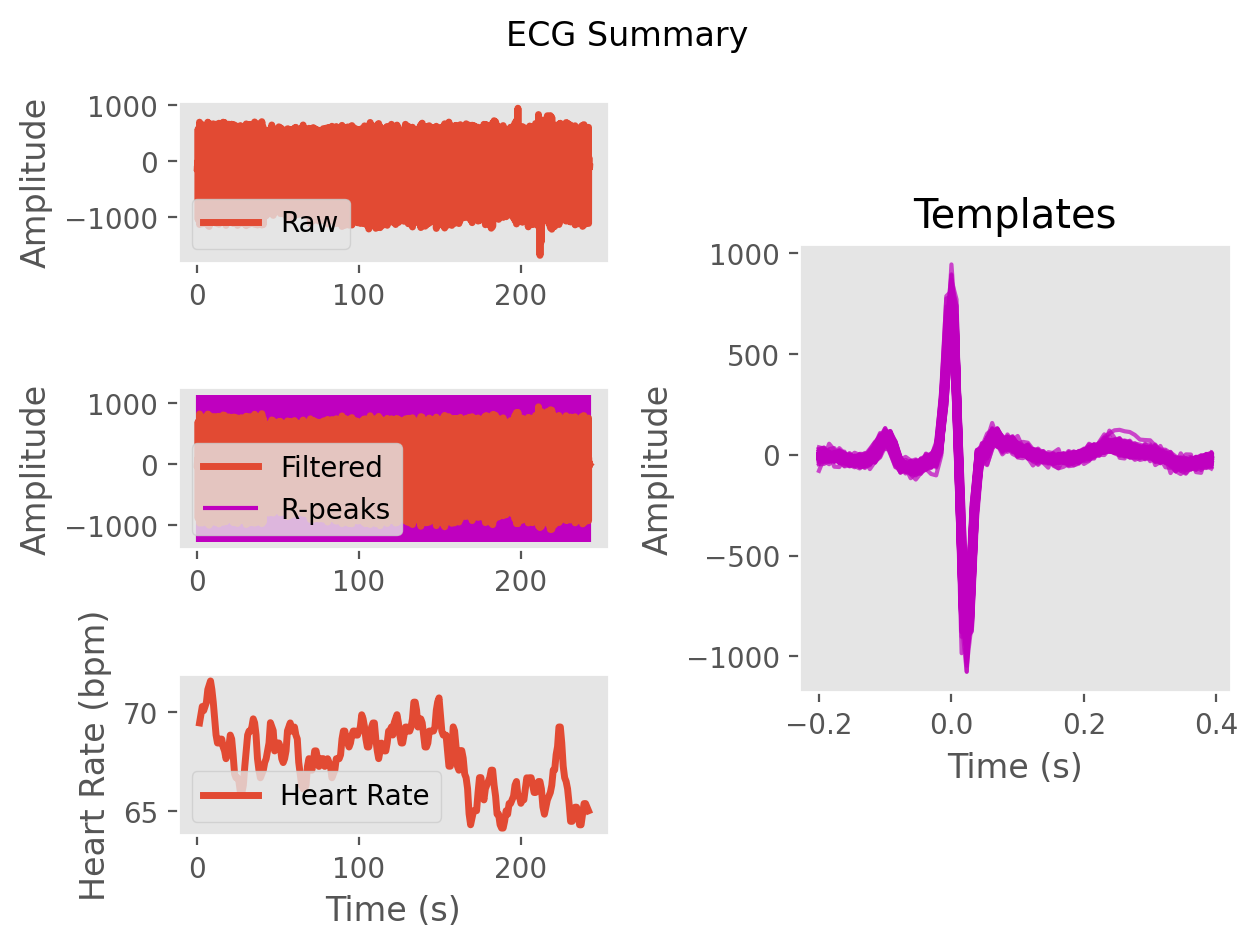 ECG Summary
Amplitude
1000
0
−1000
Raw
0
100
200
Amplitude
1000
0
−1000
Filtered
R-peaks
0
100
200
Heart Rate (bpm)
70
65
Heart Rate
0
100
200
Time (s)
Templates
Amplitude
1000
500
0
−500
−1000
−0.2
0.0
0.2
0.4
Time (s)